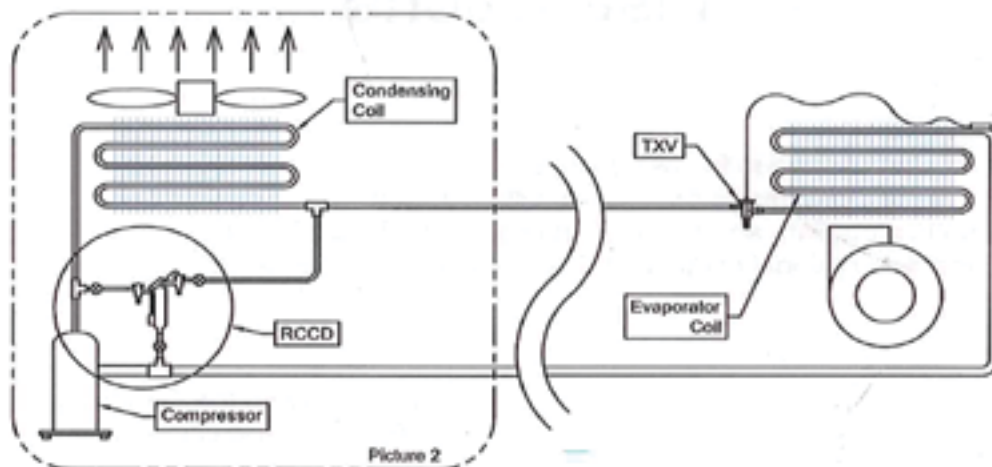 Condensing
Coil
TXV
Evaporator
Coil
RCCD
Compressor
Picture 2